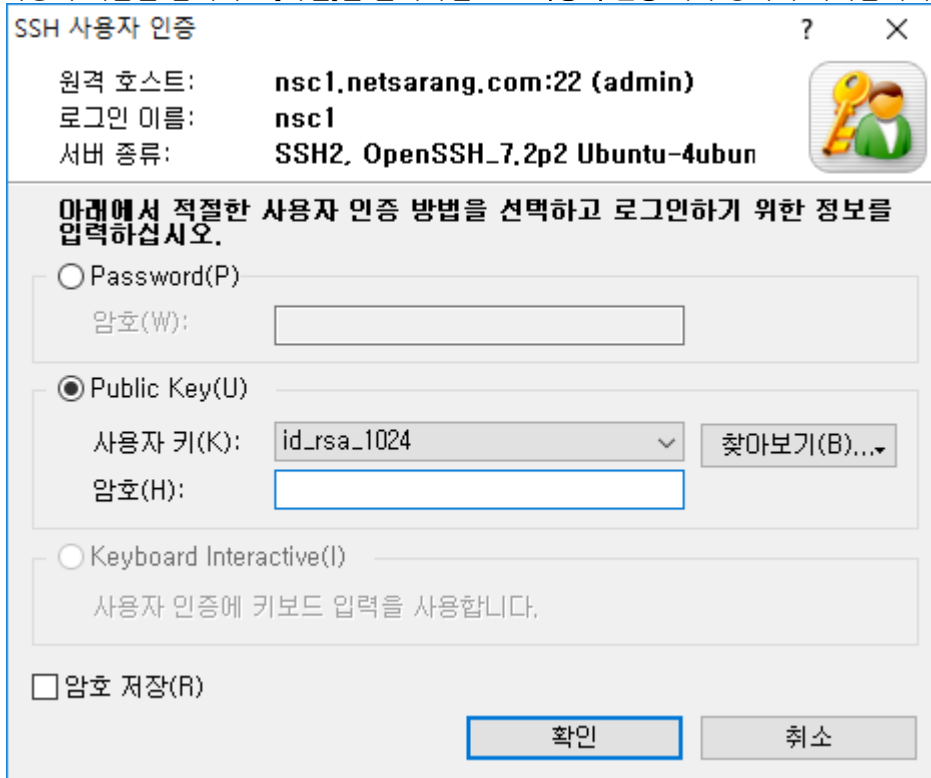 SSH 사용자 인증
원격 호스트: nsc1.netsarang.com:22 (admin)
로그인 이름: nsc1
서버 종류: SSH2, OpenSSH_7.2p2 Ubuntu-4ubun
아래에서 적절한 사용자 인증 방법을 선택하고 로그인하기 위한 정보를
입력하십시오.
Password(P)
암호(W):
Public Key(U)
사용자 키(K): id_rsa_1024 찾아보기(B)...
암호(H):
Keyboard Interactive(I)
사용자 인증에 키보드 입력을 사용합니다.
암호 저장(R)
확인 취소